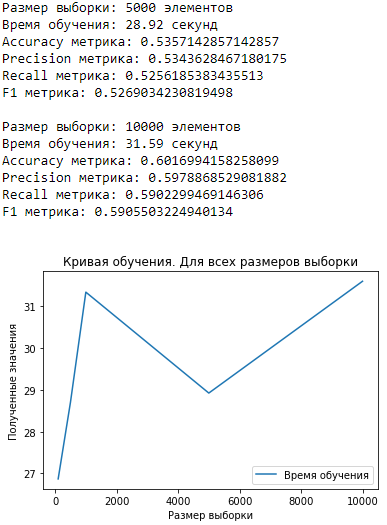 Размер выборки: 5000 элементов
Время обучения: 28.92 секунд
Accuracy метрика: 0.5357142857142857
Precision метрика: 0.5343628467180175
Recall метрика: 0.5256185383435513
F1 метрика: 0.5269034230819498
Размер выборки: 10000 элементов
Время обучения: 31.59 секунд
Accuracy метрика: 0.6016994158258099
Precision метрика: 0.5978868529081882
Recall метрика: 0.5902299469146306
F1 метрика: 0.5905503224940134
Кривая обучения. Для всех размеров выборки
Полученные значения
31
30
29
28
27
Время обучения
0 2000 4000 6000 8000 10000
Размер выборки